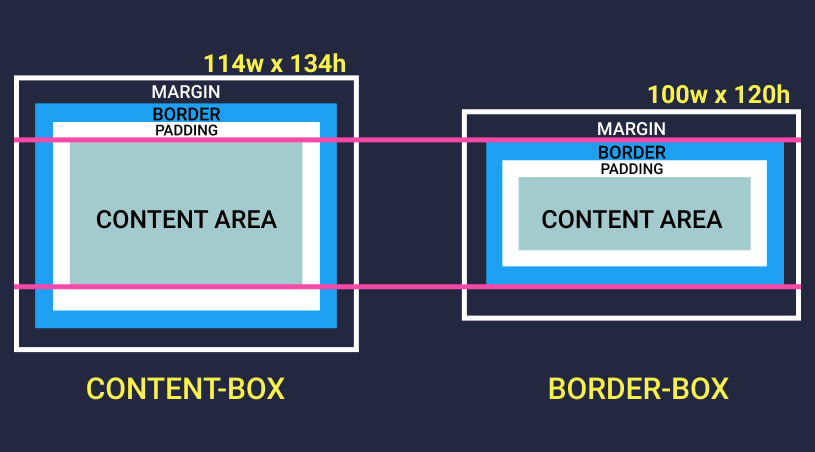 114w x 134h
MARGIN
BORDER
PADDING
CONTENT AREA
CONTENT-BOX
100w x 120h
MARGIN
BORDER
PADDING
CONTENT AREA
BORDER-BOX